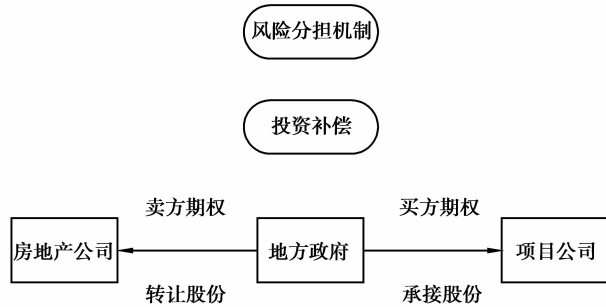 风险分担机制
投资补偿
卖方期权
买方期权
房地产公司
地方政府
项目公司
转让股份
承接股份